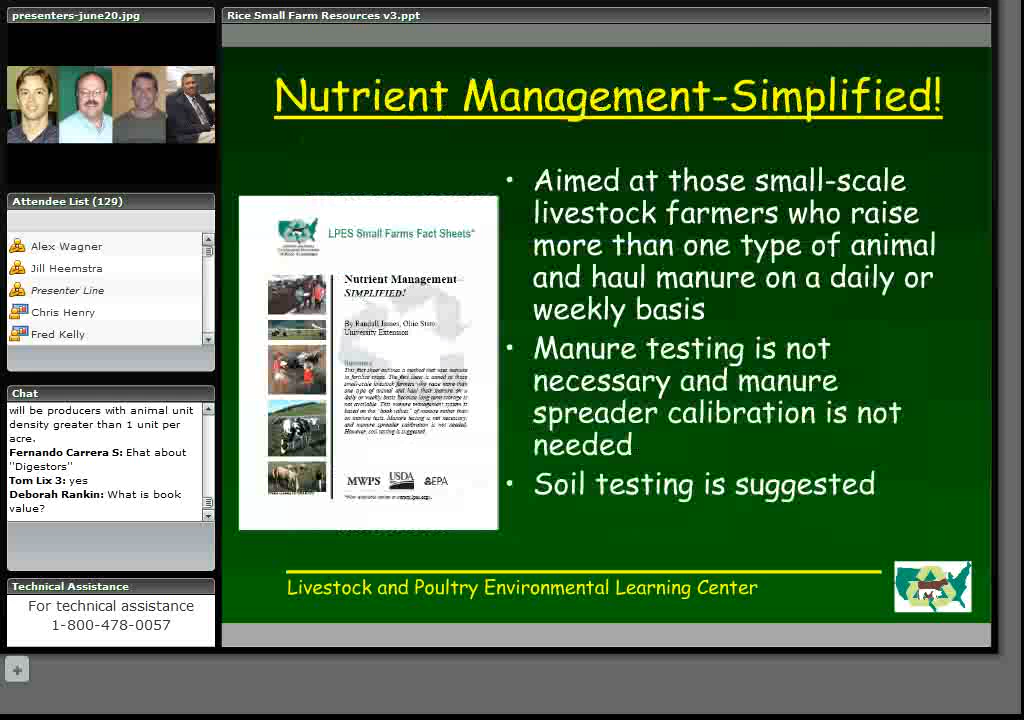 presenters-june20.jpg
Rice Small Farm Resources v3.ppt
Attendee List (129)
Alex Wagner
Jill Heemstra
Presenter Line
Chris Henry
Fred Kelly
Chat
will be producers with animal unit
density greater than 1 unit per
acre.
Fernando Carrera S: Ehat about
"Digestors"
Tom Lix 3: yes
Deborah Rankin: What is book
value?
Technical Assistance
For technical assistance
1-800-478-0057
Nutrient Management-Simplified!
LPES Small Farms Fact Sheets*
Nutrient Management
SIMPLIFIED!
By Randall James, Ohio State
University Extension
MWPS USDA EPA
• Aimed at those small-scale
livestock farmers who raise
more than one type of animal
and haul manure on a daily or
weekly basis
• Manure testing is not
necessary and manure
spreader calibration is not
needed
• Soil testing is suggested
Livestock and Poultry Environmental Learning Center